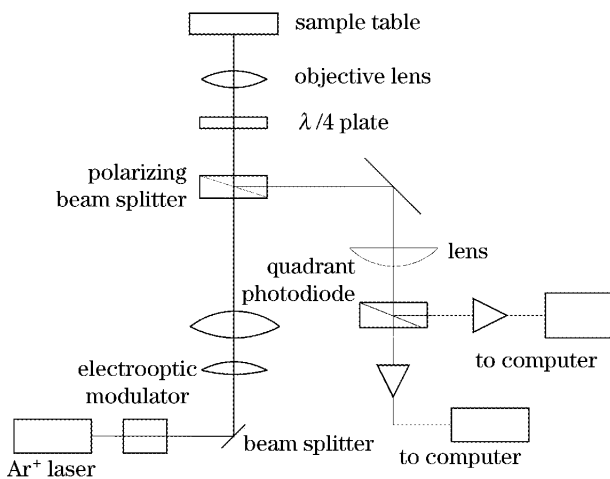 sample table
objective lens
λ/4 plate
polarizing
beam splitter
lens
quadrant
photodiode
to computer
electrooptic
modulator
beam splitter
to computer
Ar⁺ laser